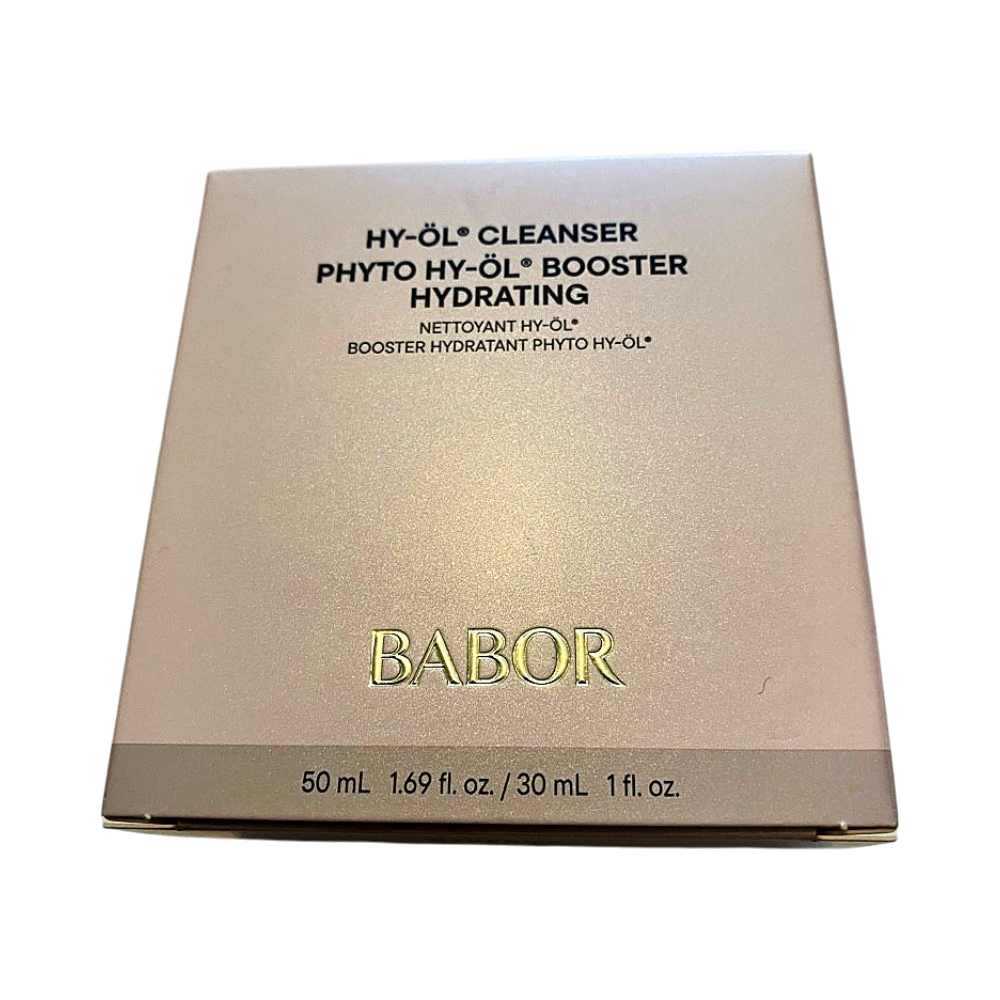 HY-ÖL® CLEANSER
PHYTO HY-ÖL® BOOSTER
HYDRATING
NETTOYANT HY-ÖL®
BOOSTER HYDRATANT PHYTO HY-ÖL®
BABOR
50 mL 1.69 fl. oz. / 30 mL 1 fl. oz.